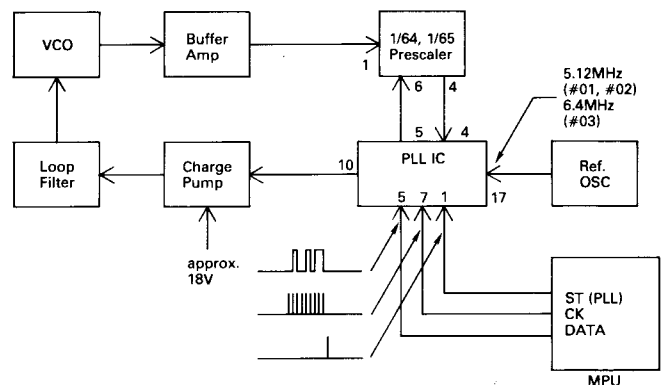 VCO
Buffer
Amp
1/64, 1/65
Prescaler
1
6
4
5.12MHz
(#01, #02)
6.4MHz
(#03)
5
4
Loop
Filter
Charge
Pump
10
PLL IC
17
Ref.
OSC
5
7
1
approx.
18V
ST (PLL)
CK
DATA
MPU